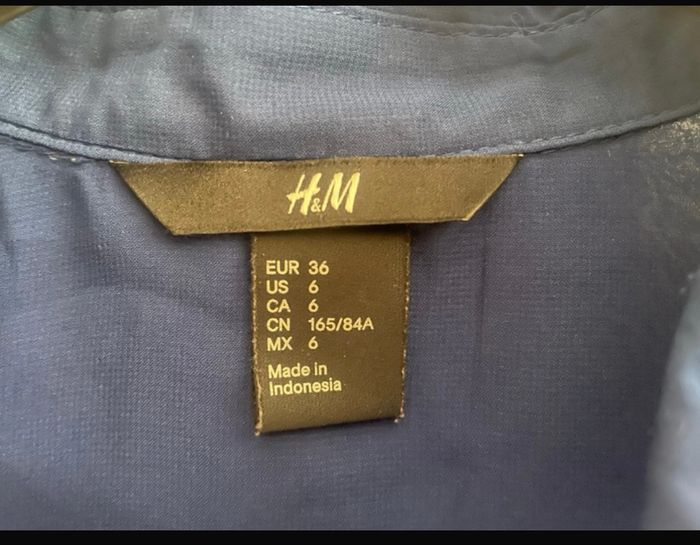 H&M
EUR 36
US 6
CA 6
CN 165/84A
MX 6
Made in
Indonesia